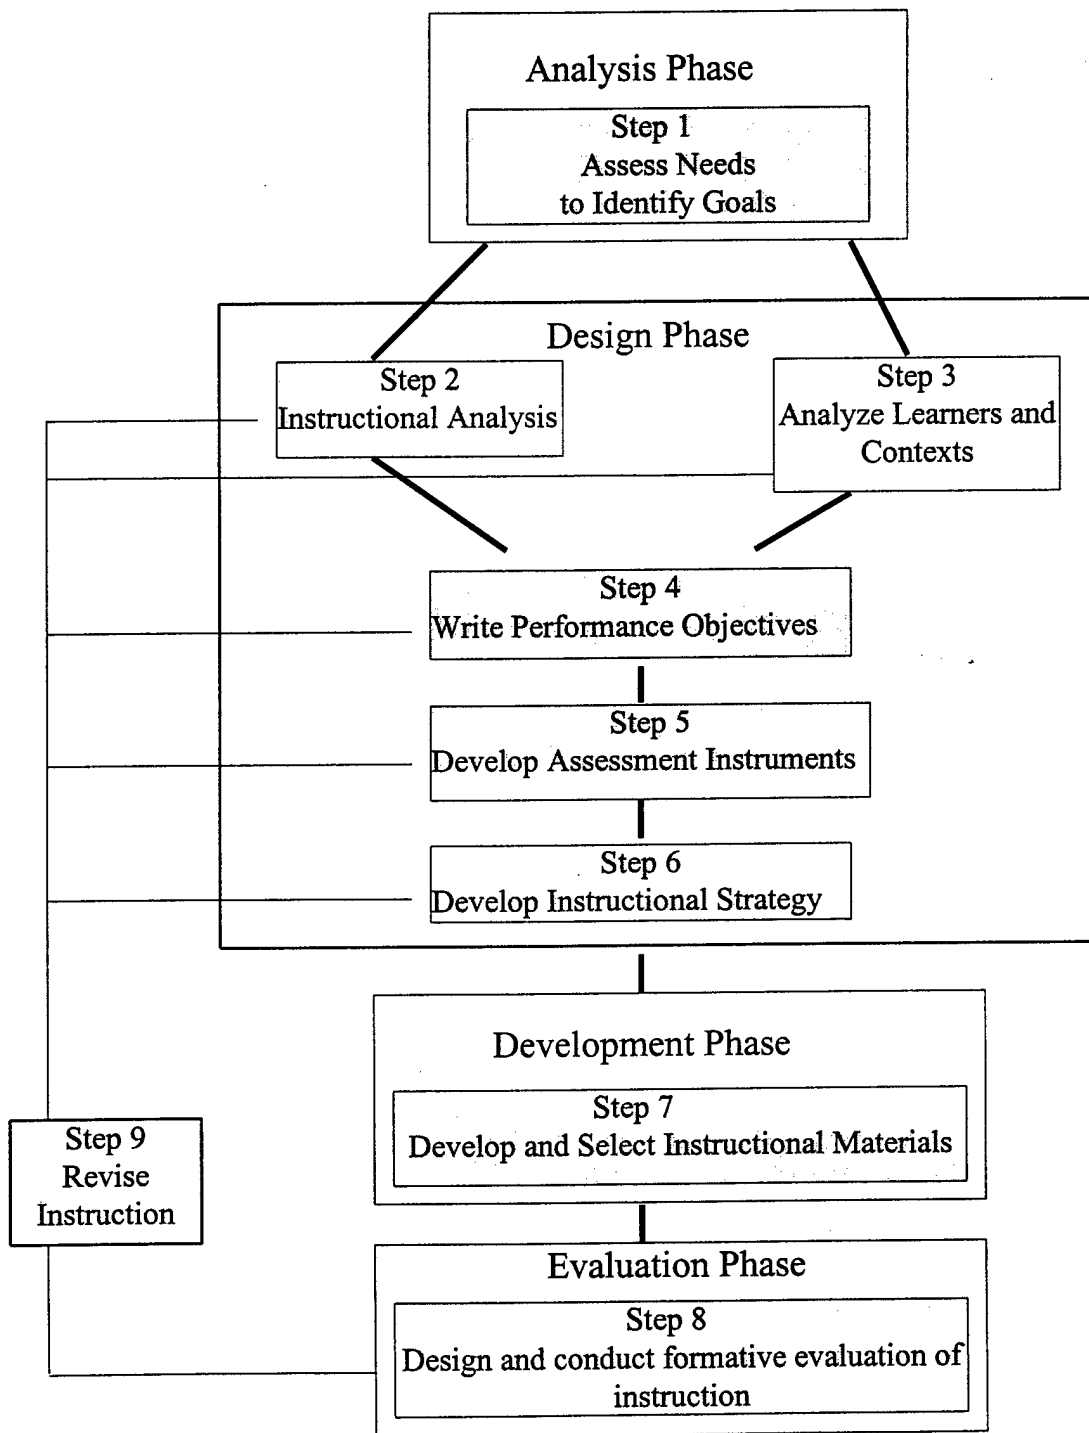 Analysis Phase
Step 1
Assess Needs
to Identify Goals
Design Phase
Step 2
Instructional Analysis
Step 3
Analyze Learners and
Contexts
Step 4
Write Performance Objectives
Step 5
Develop Assessment Instruments
Step 6
Develop Instructional Strategy
Development Phase
Step 7
Develop and Select Instructional Materials
Step 9
Revise
Instruction
Evaluation Phase
Step 8
Design and conduct formative evaluation of
instruction